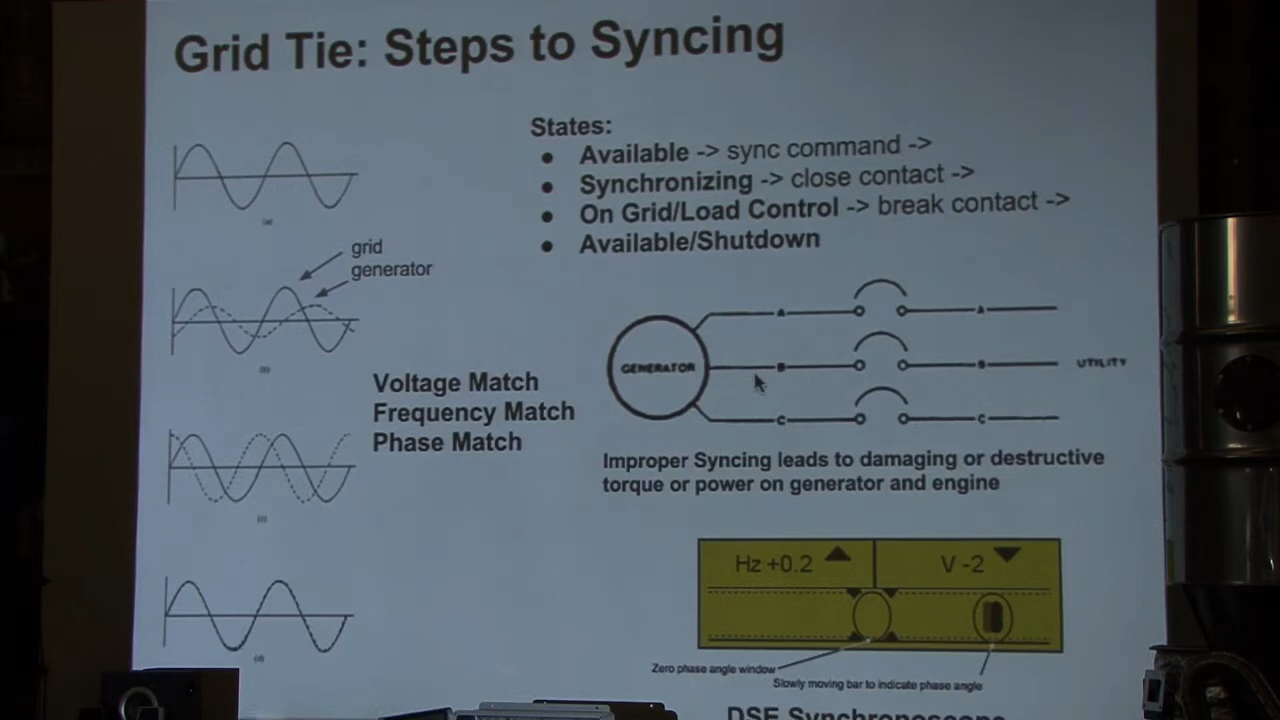 Grid Tie: Steps to Syncing
States:
● Available -> sync command ->
● Synchronizing -> close contact ->
● On Grid/Load Control -> break contact ->
● Available/Shutdown
(a)
grid
generator
(b)
Voltage Match
Frequency Match
Phase Match
(c)
(d)
A A
GENERATOR B B UTILITY
C C
Improper Syncing leads to damaging or destructive
torque or power on generator and engine
Hz +0.2 V -2
Zero phase angle window
Slowly moving bar to indicate phase angle
DSE Synchroscope